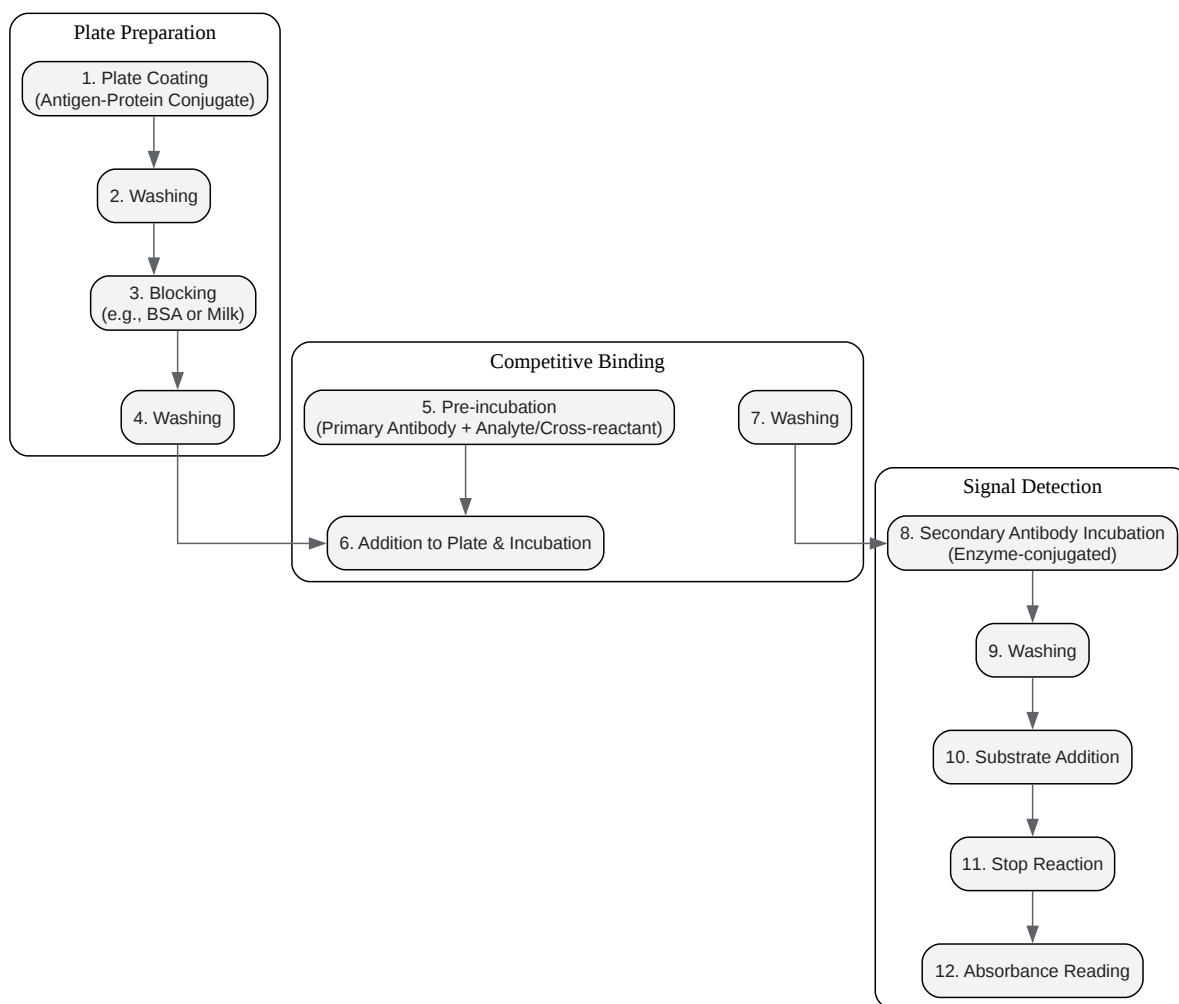 Plate Preparation
1. Plate Coating
(Antigen-Protein Conjugate)
2. Washing
3. Blocking
(e.g., BSA or Milk)
4. Washing
Competitive Binding
5. Pre-incubation
(Primary Antibody + Analyte/Cross-reactant)
6. Addition to Plate & Incubation
7. Washing
Signal Detection
8. Secondary Antibody Incubation
(Enzyme-conjugated)
9. Washing
10. Substrate Addition
11. Stop Reaction
12. Absorbance Reading